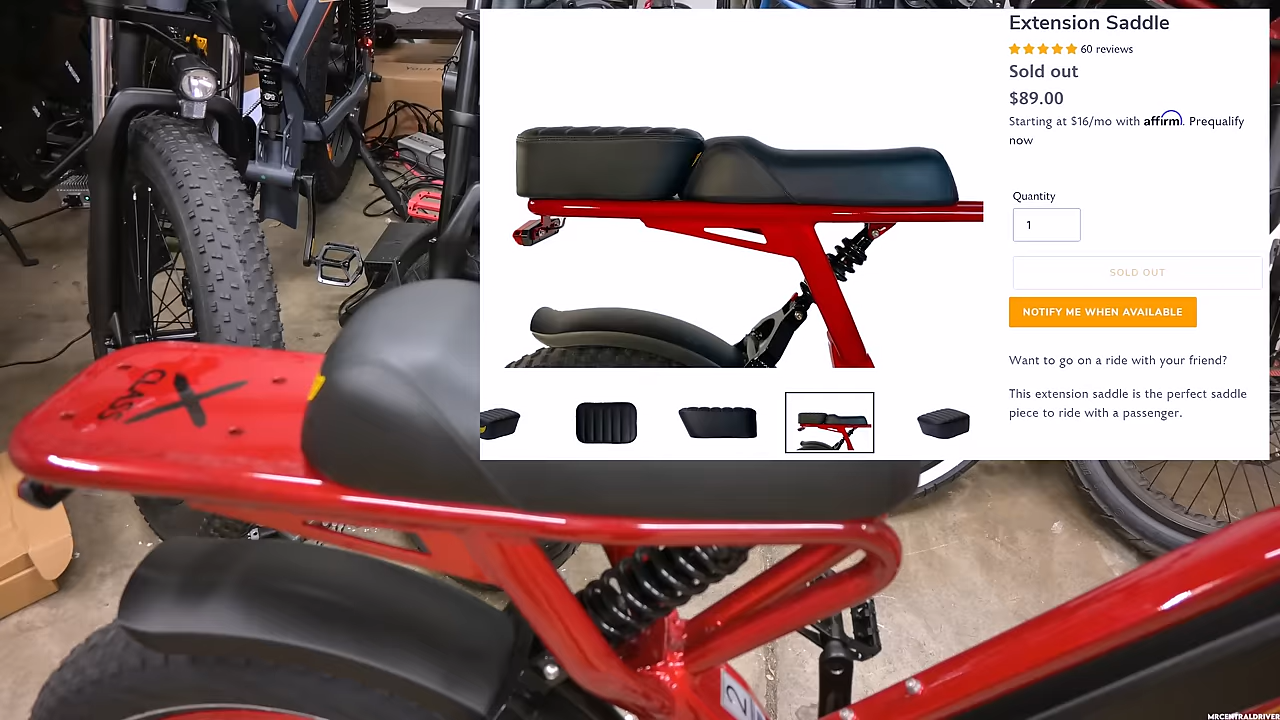 Extension Saddle
60 reviews
Sold out
$89.00
Starting at $16/mo with affirm. Prequalify
now
Quantity
1
SOLD OUT
NOTIFY ME WHEN AVAILABLE
Want to go on a ride with your friend?
This extension saddle is the perfect saddle
piece to ride with a passenger.
X
CLASS
MRCENTRALDRIVER